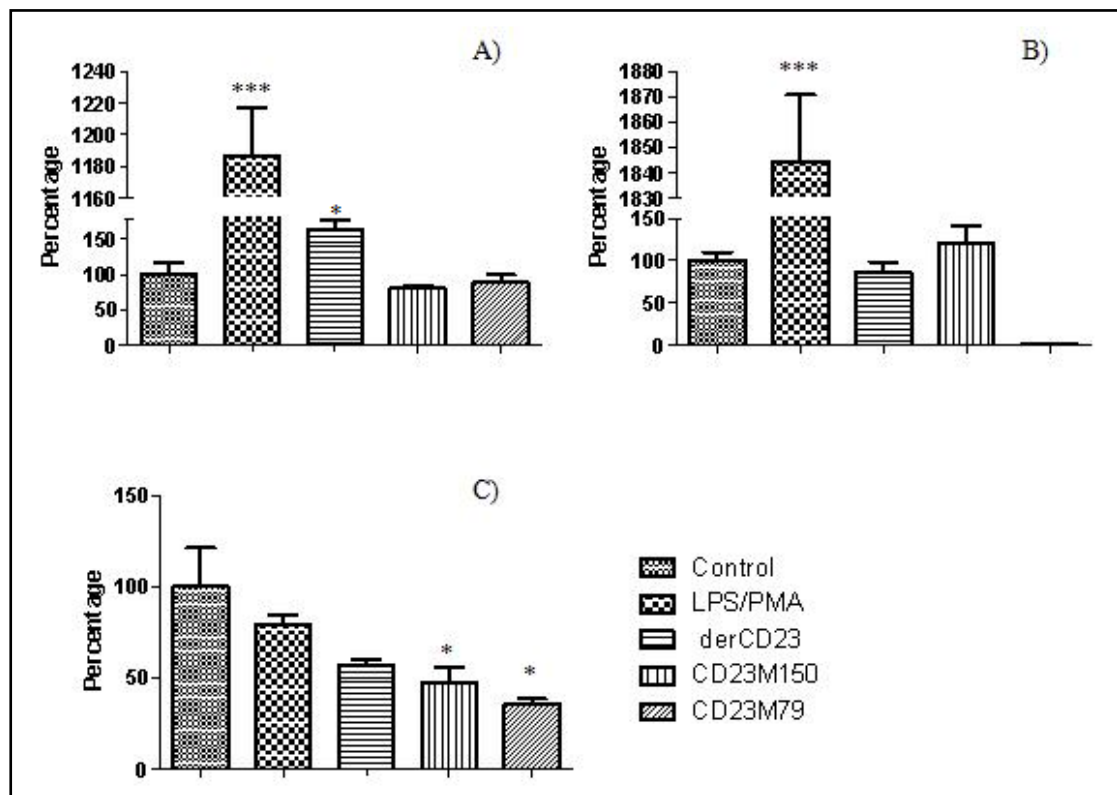 A)
1240
1220
1200
1180
1160
150
100
50
0
Percentage
***
*
B)
1880
1870
1860
1850
1840
1830
150
100
50
0
Percentage
***
C)
150
100
50
0
Percentage
*
*
Control
LPS/PMA
derCD23
CD23M150
CD23M79